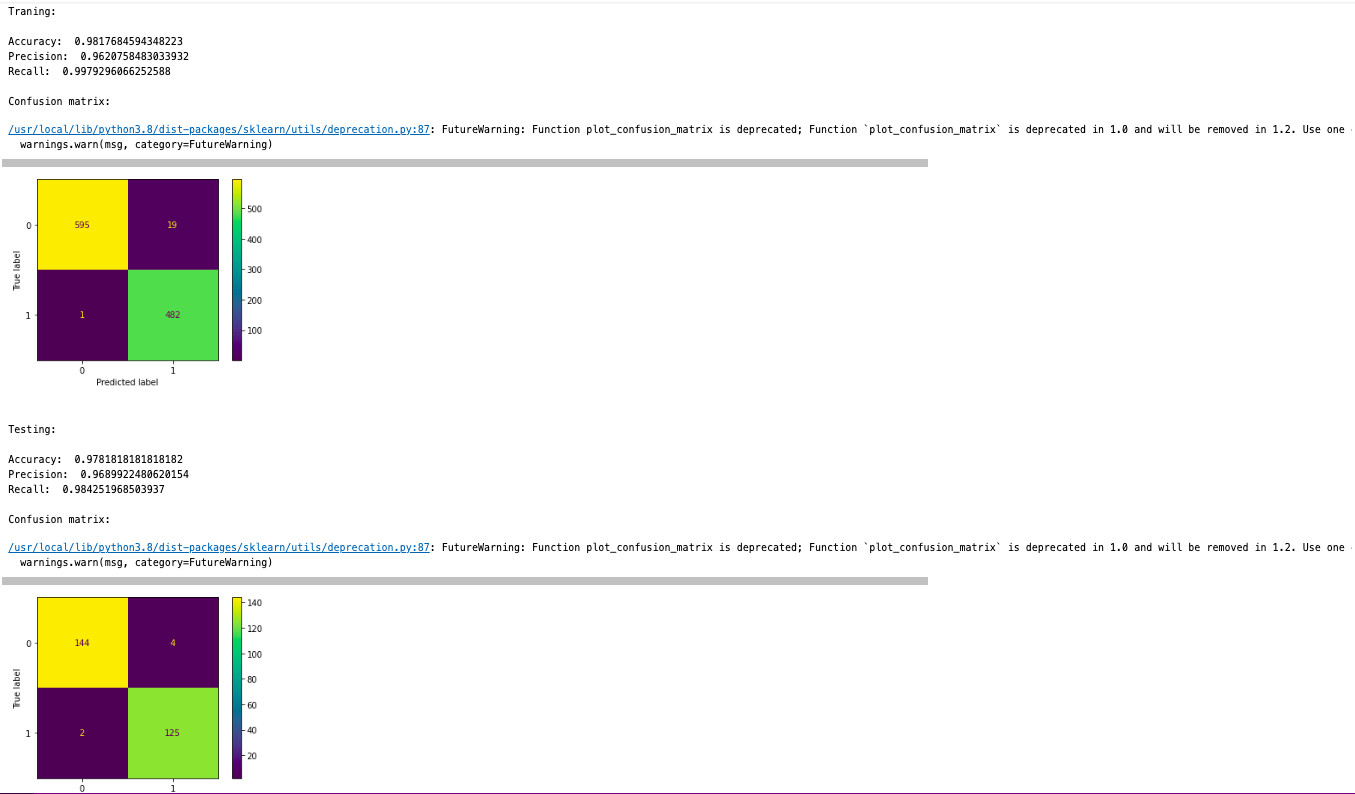 Traning:
Accuracy:  0.9817684594348223
Precision:  0.9620758483033932
Recall:  0.9979296066252588
Confusion matrix:
/usr/local/lib/python3.8/dist-packages/sklearn/utils/deprecation.py:87: FutureWarning: Function plot_confusion_matrix is deprecated; Function `plot_confusion_matrix` is deprecated in 1.0 and will be removed in 1.2. Use one
warnings.warn(msg, category=FutureWarning)
595 19
1 482
0
1
True label
0 1
Predicted label
500
400
300
200
100
Testing:
Accuracy:  0.9781818181818182
Precision:  0.9689922480620154
Recall:  0.984251968503937
Confusion matrix:
/usr/local/lib/python3.8/dist-packages/sklearn/utils/deprecation.py:87: FutureWarning: Function plot_confusion_matrix is deprecated; Function `plot_confusion_matrix` is deprecated in 1.0 and will be removed in 1.2. Use one
warnings.warn(msg, category=FutureWarning)
144 4
2 125
0
1
True label
0 1
140
120
100
80
60
40
20